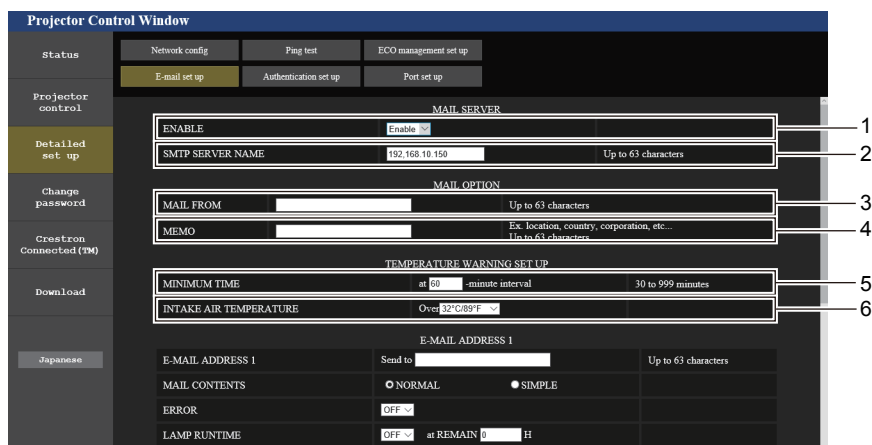 Projector Control Window
Status
Projector control
Detailed set up
Change password
Crestron Connected(TM)
Download
Japanese
Network config Ping test ECO management set up
E-mail set up Authentication set up Port set up
MAIL SERVER
ENABLE Enable 1
SMTP SERVER NAME 192,168.10.150 Up to 63 characters 2
MAIL OPTION
MAIL FROM Up to 63 characters 3
MEMO Ex. location, country, corporation, etc... 4
Up to 63 characters
TEMPERATURE WARNING SET UP
MINIMUM TIME at 60 -minute interval 30 to 999 minutes 5
INTAKE AIR TEMPERATURE Over 32°C/89°F 6
E-MAIL ADDRESS 1
E-MAIL ADDRESS 1 Send to Up to 63 characters
MAIL CONTENTS NORMAL SIMPLE
ERROR OFF
LAMP RUNTIME OFF at REMAIN 0 H